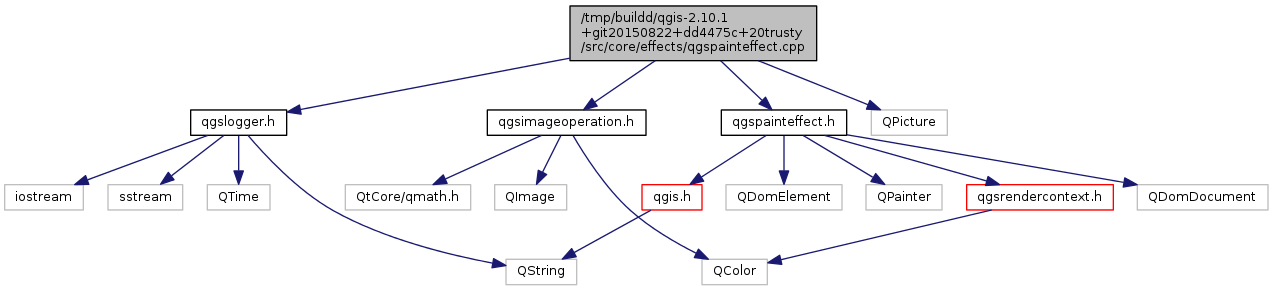 /tmp/buildd/qgis-2.10.1
+git20150822+dd4475c+20trusty
/src/core/effects/qgspainteffect.cpp
qgslogger.h
qgsimageoperation.h
qgspainteffect.h
QPicture
iostream
sstream
QTime
QtCore/qmath.h
QImage
qgis.h
QDomElement
QPainter
qgsrendercontext.h
QDomDocument
QString
QColor